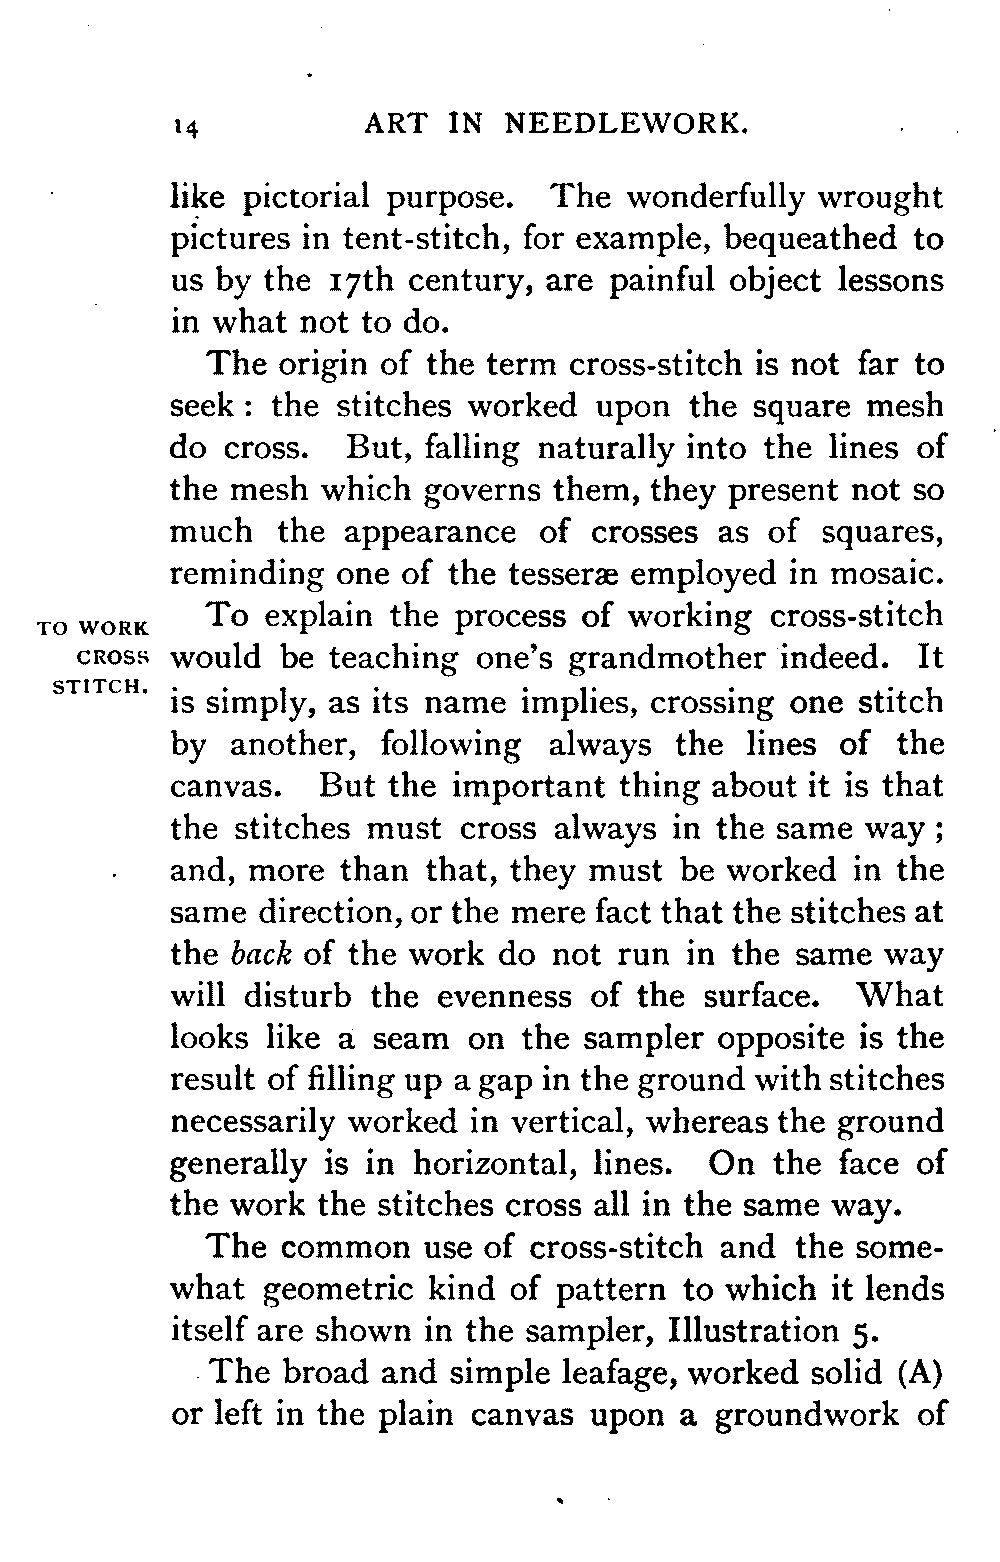 14 ART IN NEEDLEWORK.
like pictorial purpose. The wonderfully wrought
pictures in tent-stitch, for example, bequeathed to
us by the 17th century, are painful object lessons
in what not to do.
The origin of the term cross-stitch is not far to
seek : the stitches worked upon the square mesh
do cross. But, falling naturally into the lines of
the mesh which governs them, they present not so
much the appearance of crosses as of squares,
reminding one of the tesseræ employed in mosaic.
TO WORK
CROSS
STITCH.
To explain the process of working cross-stitch
would be teaching one's grandmother indeed. It
is simply, as its name implies, crossing one stitch
by another, following always the lines of the
canvas. But the important thing about it is that
the stitches must cross always in the same way ;
and, more than that, they must be worked in the
same direction, or the mere fact that the stitches at
the back of the work do not run in the same way
will disturb the evenness of the surface. What
looks like a seam on the sampler opposite is the
result of filling up a gap in the ground with stitches
necessarily worked in vertical, whereas the ground
generally is in horizontal, lines. On the face of
the work the stitches cross all in the same way.
The common use of cross-stitch and the some-
what geometric kind of pattern to which it lends
itself are shown in the sampler, Illustration 5.
The broad and simple leafage, worked solid (A)
or left in the plain canvas upon a groundwork of